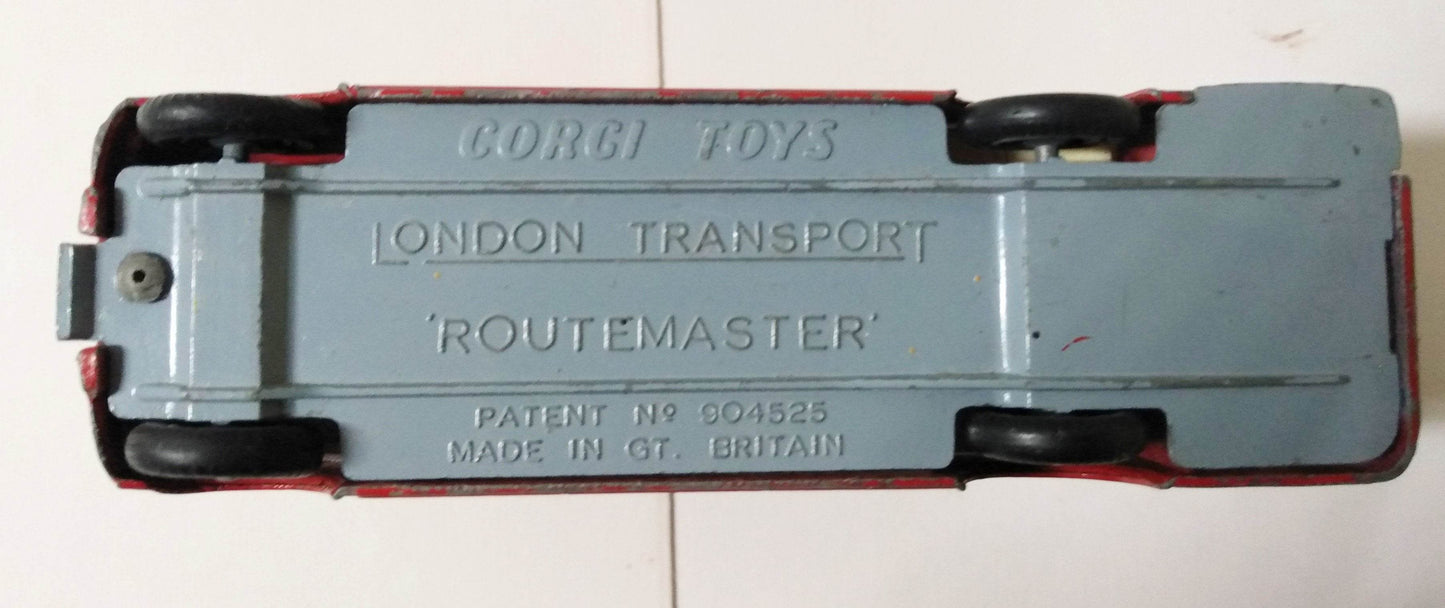 CORGI TOYS
LONDON TRANSPORT
'ROUTEMASTER'
PATENT Nº 904525
MADE IN GT. BRITAIN